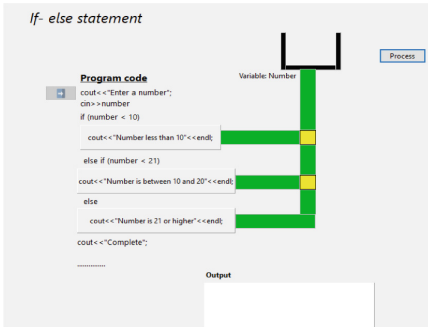 If- else statement
Process
Variable: Number
Program code
cout<<"Enter a number";
cin>>number
if (number < 10)
cout<<"Number less than 10"<<endl;
else if (number < 21)
cout<<"Number is between 10 and 20"<<endl;
else
cout<<"Number is 21 or higher"<<endl;
cout<<"Complete";
..............
Output